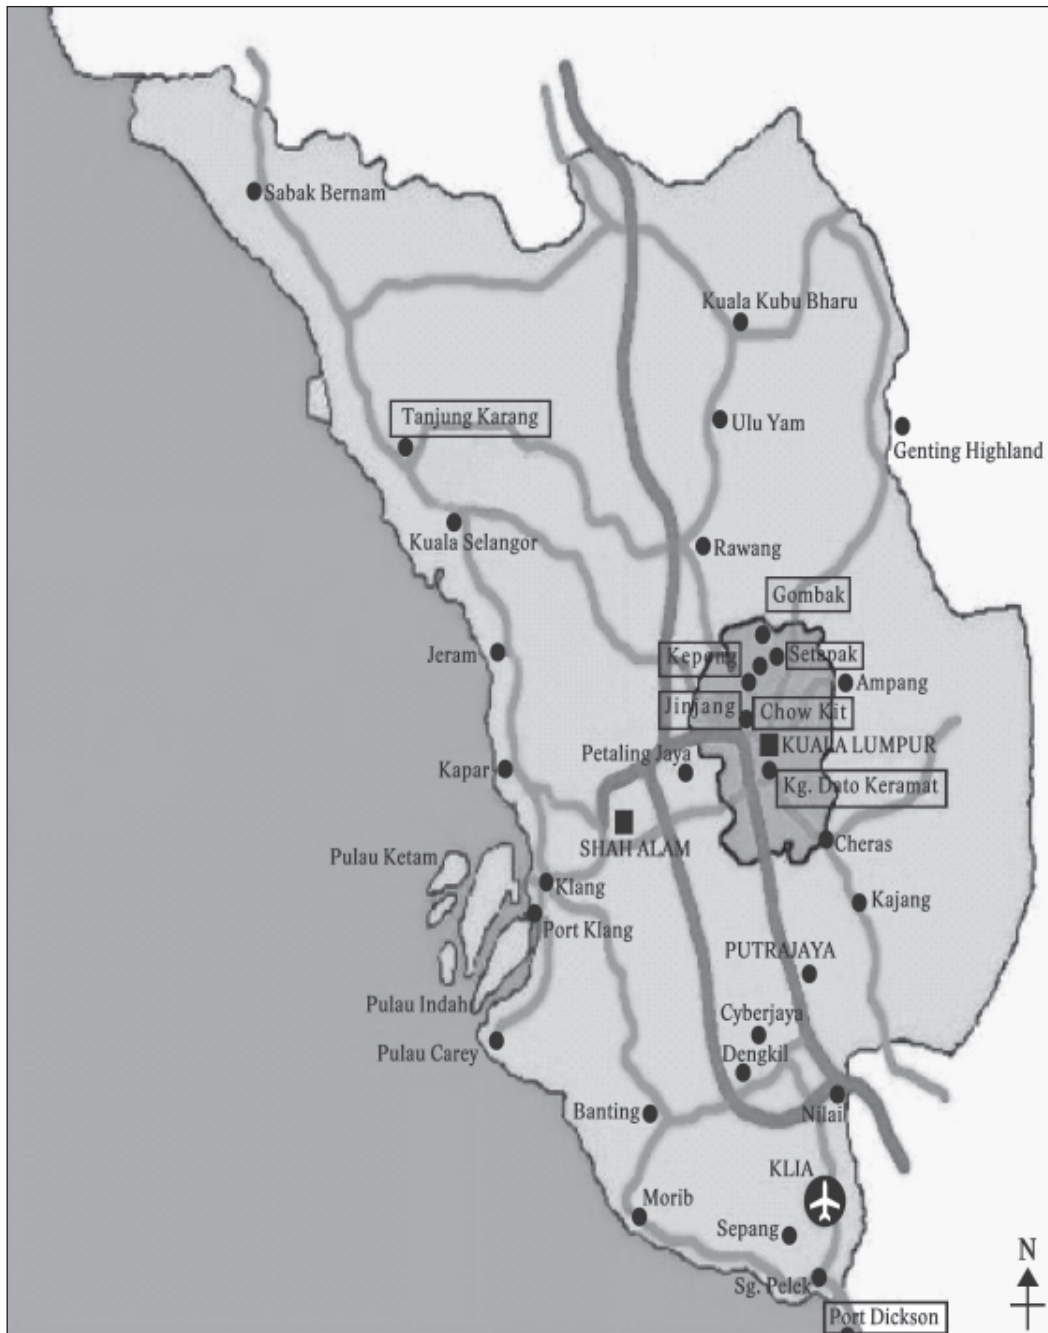 Sabak Bernam
Kuala Kubu Bharu
Tanjung Karang
Ulu Yam
Genting Highland
Kuala Selangor
Rawang
Gombak
Jeram
Kepong
Setapak
Ampang
Jinjang
Chow Kit
KUALA LUMPUR
Petaling Jaya
Kapar
Kg. Dato Keramat
SHAH ALAM
Cheras
Pulau Ketam
Klang
Kajang
Port Klang
PUTRAJAYA
Pulau Indah
Cyberjaya
Pulau Carey
Dengkil
Banting
Nilai
KLIA
Morib
Sepang
N
Sg. Pelek
Port Dickson